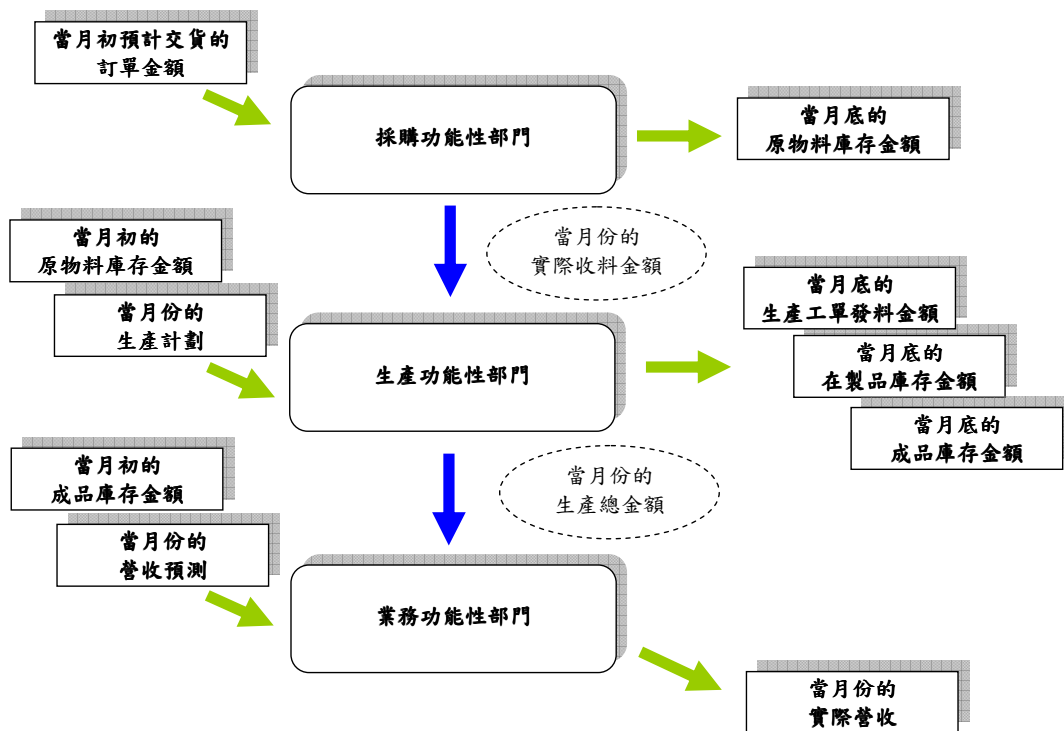 當月初預計交貨的
訂單金額
採購功能性部門
當月底的
原物料庫存金額
當月初的
原物料庫存金額
當月份的
實際收料金額
當月份的
生產計劃
生產功能性部門
當月底的
生產工單發料金額
當月底的
在製品庫存金額
當月底的
成品庫存金額
當月初的
成品庫存金額
當月份的
生產總金額
當月份的
營收預測
業務功能性部門
當月份的
實際營收